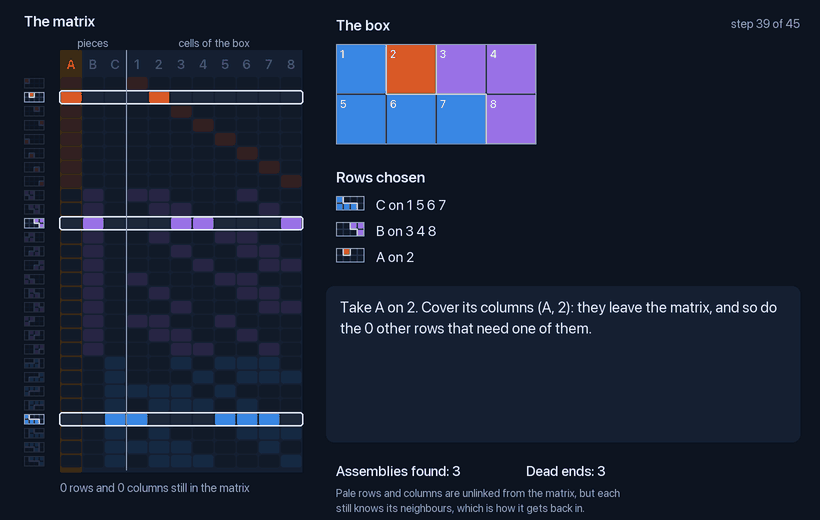 The matrix
pieces
cells of the box
A B C 1 2 3 4 5 6 7 8
0 rows and 0 columns still in the matrix
The box
step 39 of 45
1 2 3 4
5 6 7 8
Rows chosen
C on 1 5 6 7
B on 3 4 8
A on 2
Take A on 2. Cover its columns (A, 2): they leave the matrix, and so do
the 0 other rows that need one of them.
Assemblies found: 3
Dead ends: 3
Pale rows and columns are unlinked from the matrix, but each
still knows its neighbours, which is how it gets back in.